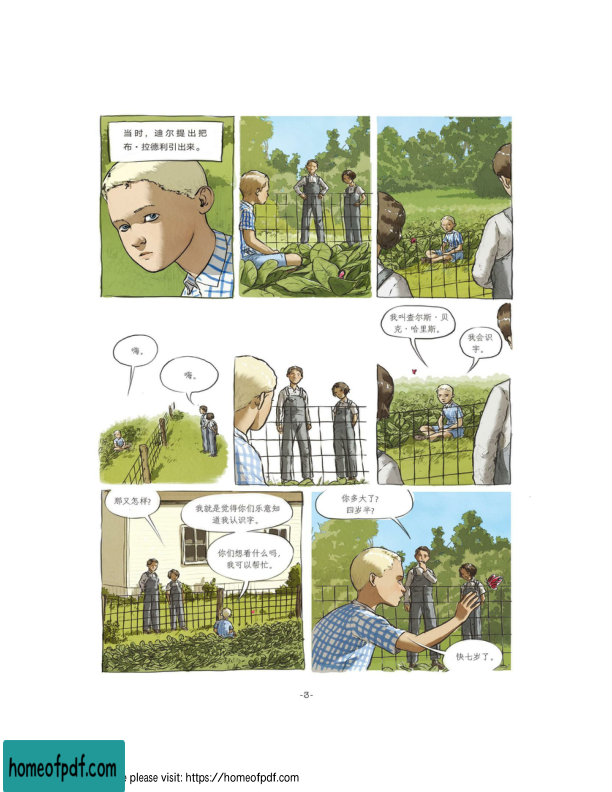 当时，迪尔提出把
布·拉德利引出来。
嗨。
嗨。
我叫查尔斯·贝
克·哈里斯。
我会识
字。
那又怎样？
我就是觉得你们乐意知
道我认识字。
你们想看什么吗，
我可以帮忙。
你多大了？
四岁半？
快七岁了。
-3-
homeofpdf.com
e please visit: https://homeofpdf.com